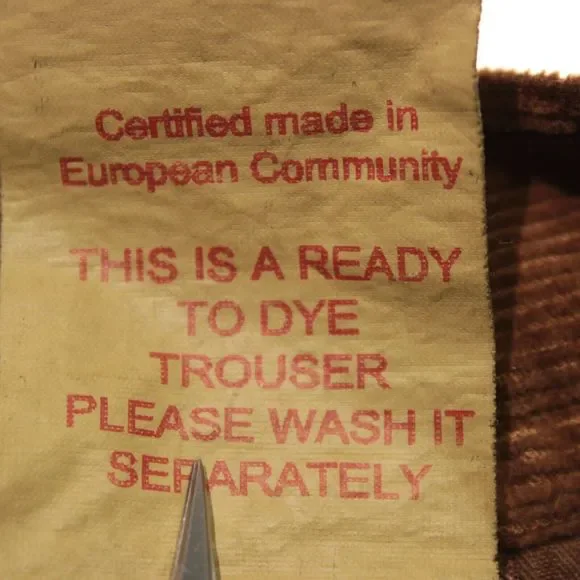 Certified made in
European Community
THIS IS A READY
TO DYE
TROUSER
PLEASE WASH IT
SEPARATELY